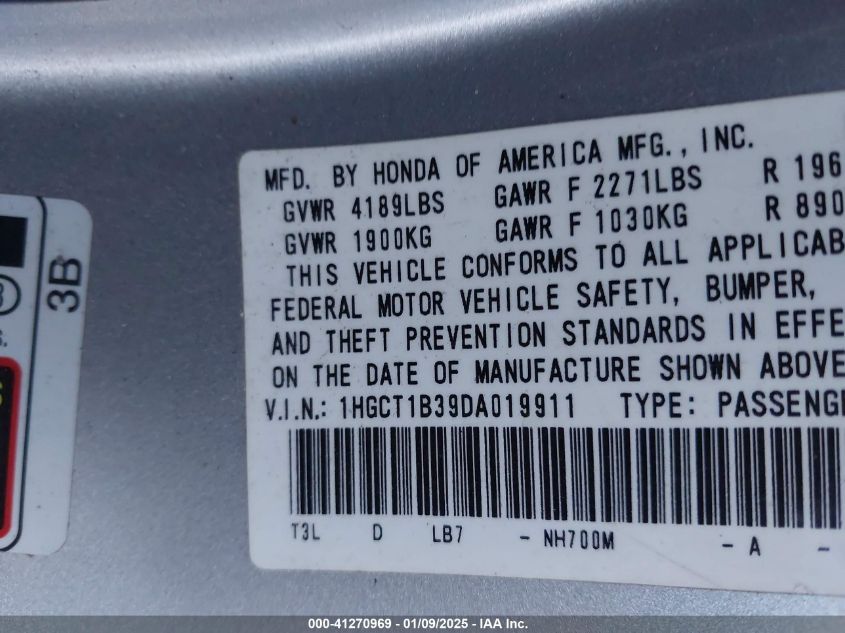 MFD. BY HONDA OF AMERICA MFG., INC.
GVWR 4189LBS GAWR F 2271LBS R 196
GVWR 1900KG GAWR F 1030KG R 890
THIS VEHICLE CONFORMS TO ALL APPLICAB
FEDERAL MOTOR VEHICLE SAFETY, BUMPER,
AND THEFT PREVENTION STANDARDS IN EFFE
ON THE DATE OF MANUFACTURE SHOWN ABOVE
V.I.N.: 1HGCT1B39DA019911 TYPE: PASSENG
T3L D LB7 - NH700M - A -
3B
000-41270969 - 01/09/2025 - IAA Inc.